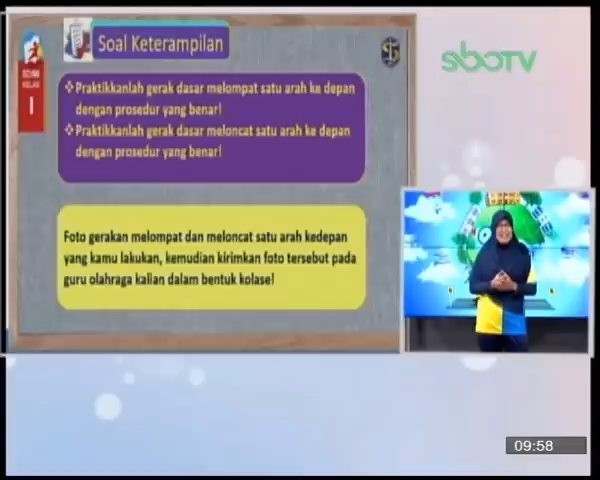 Soal Keterampilan
sboTV
SD/MI
KELAS
I
❖Praktikkanlah gerak dasar melompat satu arah ke depan
dengan prosedur yang benar!
❖Praktikkanlah gerak dasar meloncat satu arah ke depan
dengan prosedur yang benar!
Foto gerakan melompat dan meloncat satu arah kedepan
yang kamu lakukan, kemudian kirimkan foto tersebut pada
guru olahraga kalian dalam bentuk kolase!
09:58